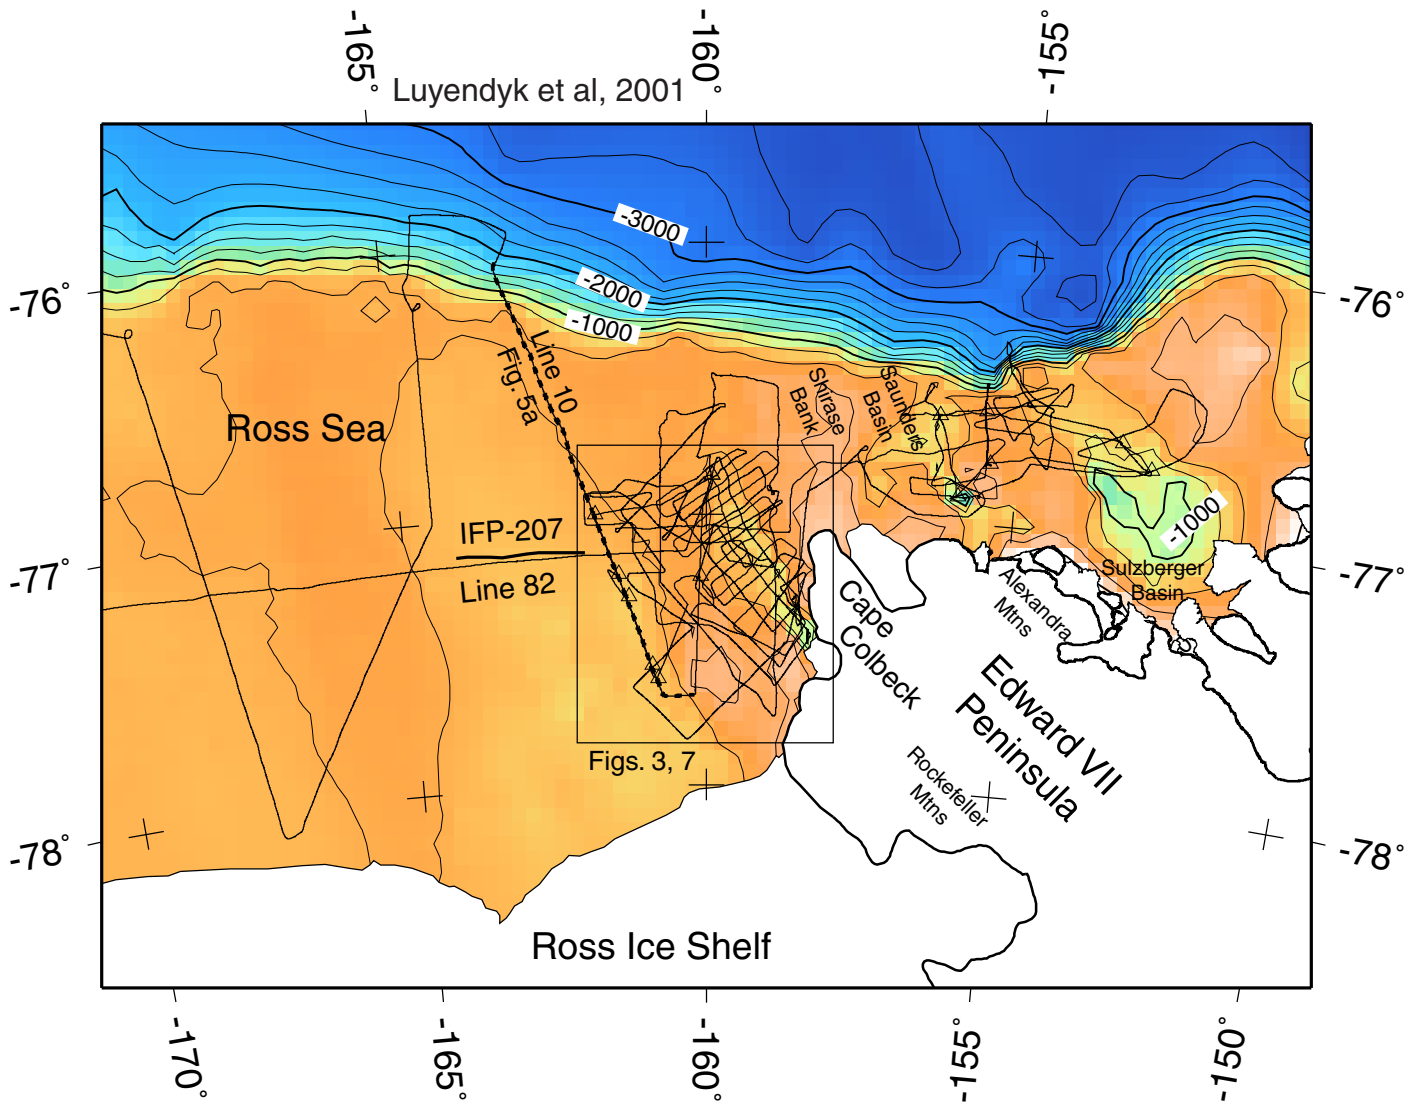 -165°
-160°
-155°
Luyendyk et al, 2001
-3000
-2000
-1000
-76°
-76°
Line 10
Fig. 5a
Shirase
Bank
Saunders
Basin
Ross Sea
-1000
IFP-207
Line 82
-77°
-77°
Sulzberger
Basin
Alexandra
Mtns
Cape
Colbeck
Edward VII
Peninsula
Figs. 3, 7
Rockefeller
Mtns
-78°
-78°
Ross Ice Shelf
-170°
-165°
-160°
-155°
-150°